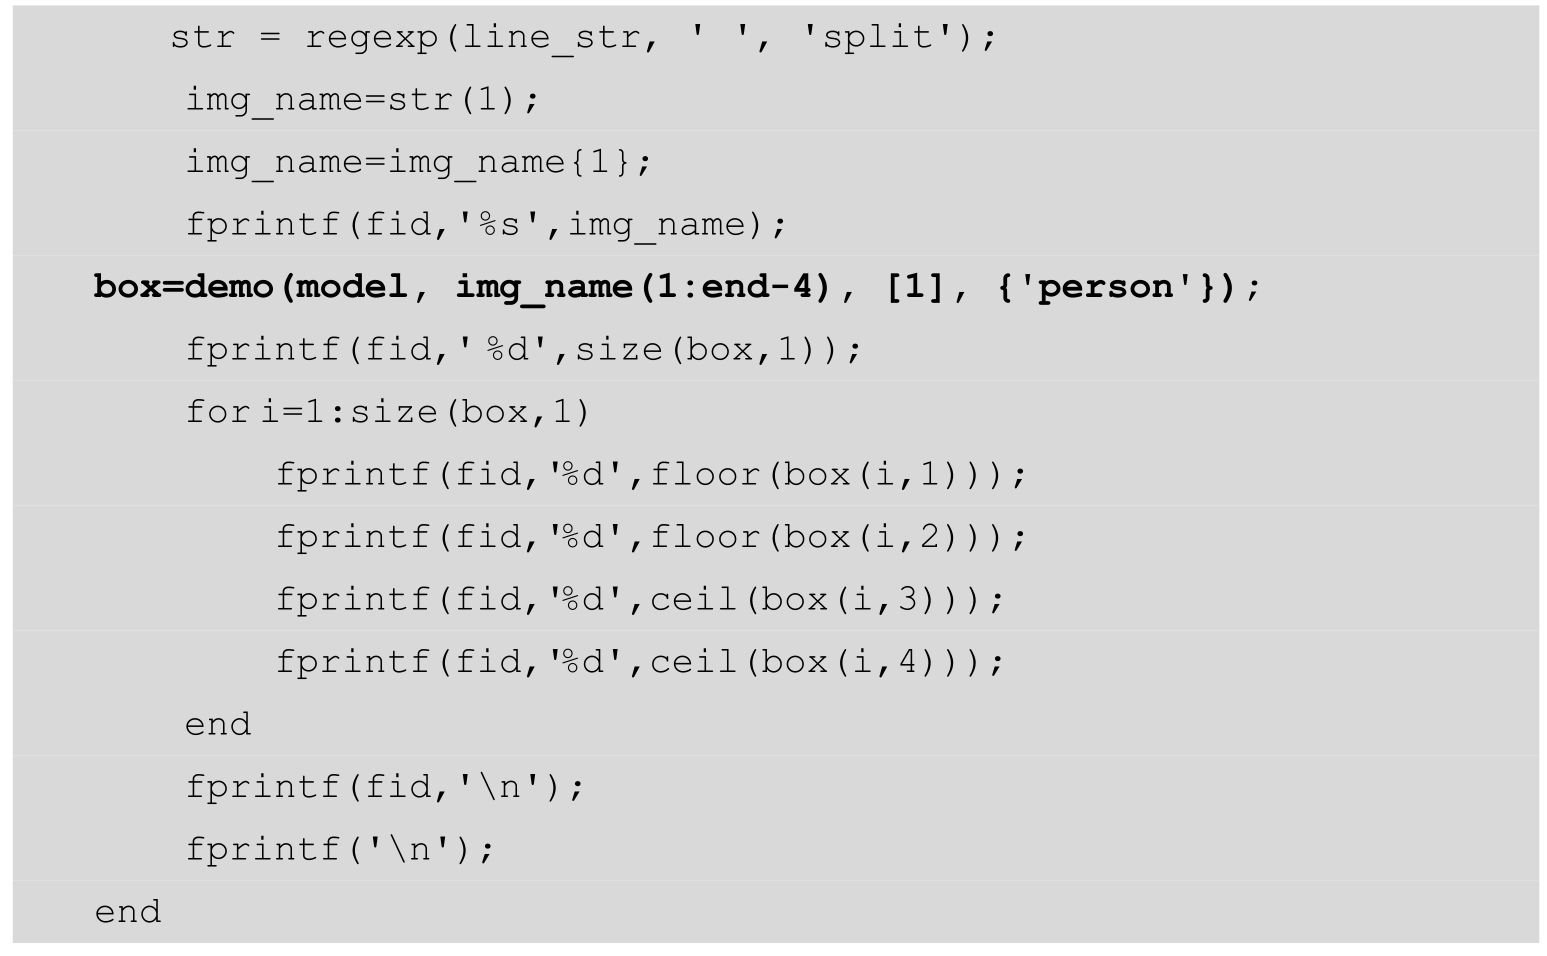 str = regexp(line_str, ' ', 'split');
img_name=str(1);
img_name=img_name{1};
fprintf(fid,'%s',img_name);
box=demo(model, img_name(1:end-4), [1], {'person'});
fprintf(fid,' %d',size(box,1));
for i=1:size(box,1)
fprintf(fid,'%d',floor(box(i,1)));
fprintf(fid,'%d',floor(box(i,2)));
fprintf(fid,'%d',ceil(box(i,3)));
fprintf(fid,'%d',ceil(box(i,4)));
end
fprintf(fid,'\n');
fprintf('\n');
end